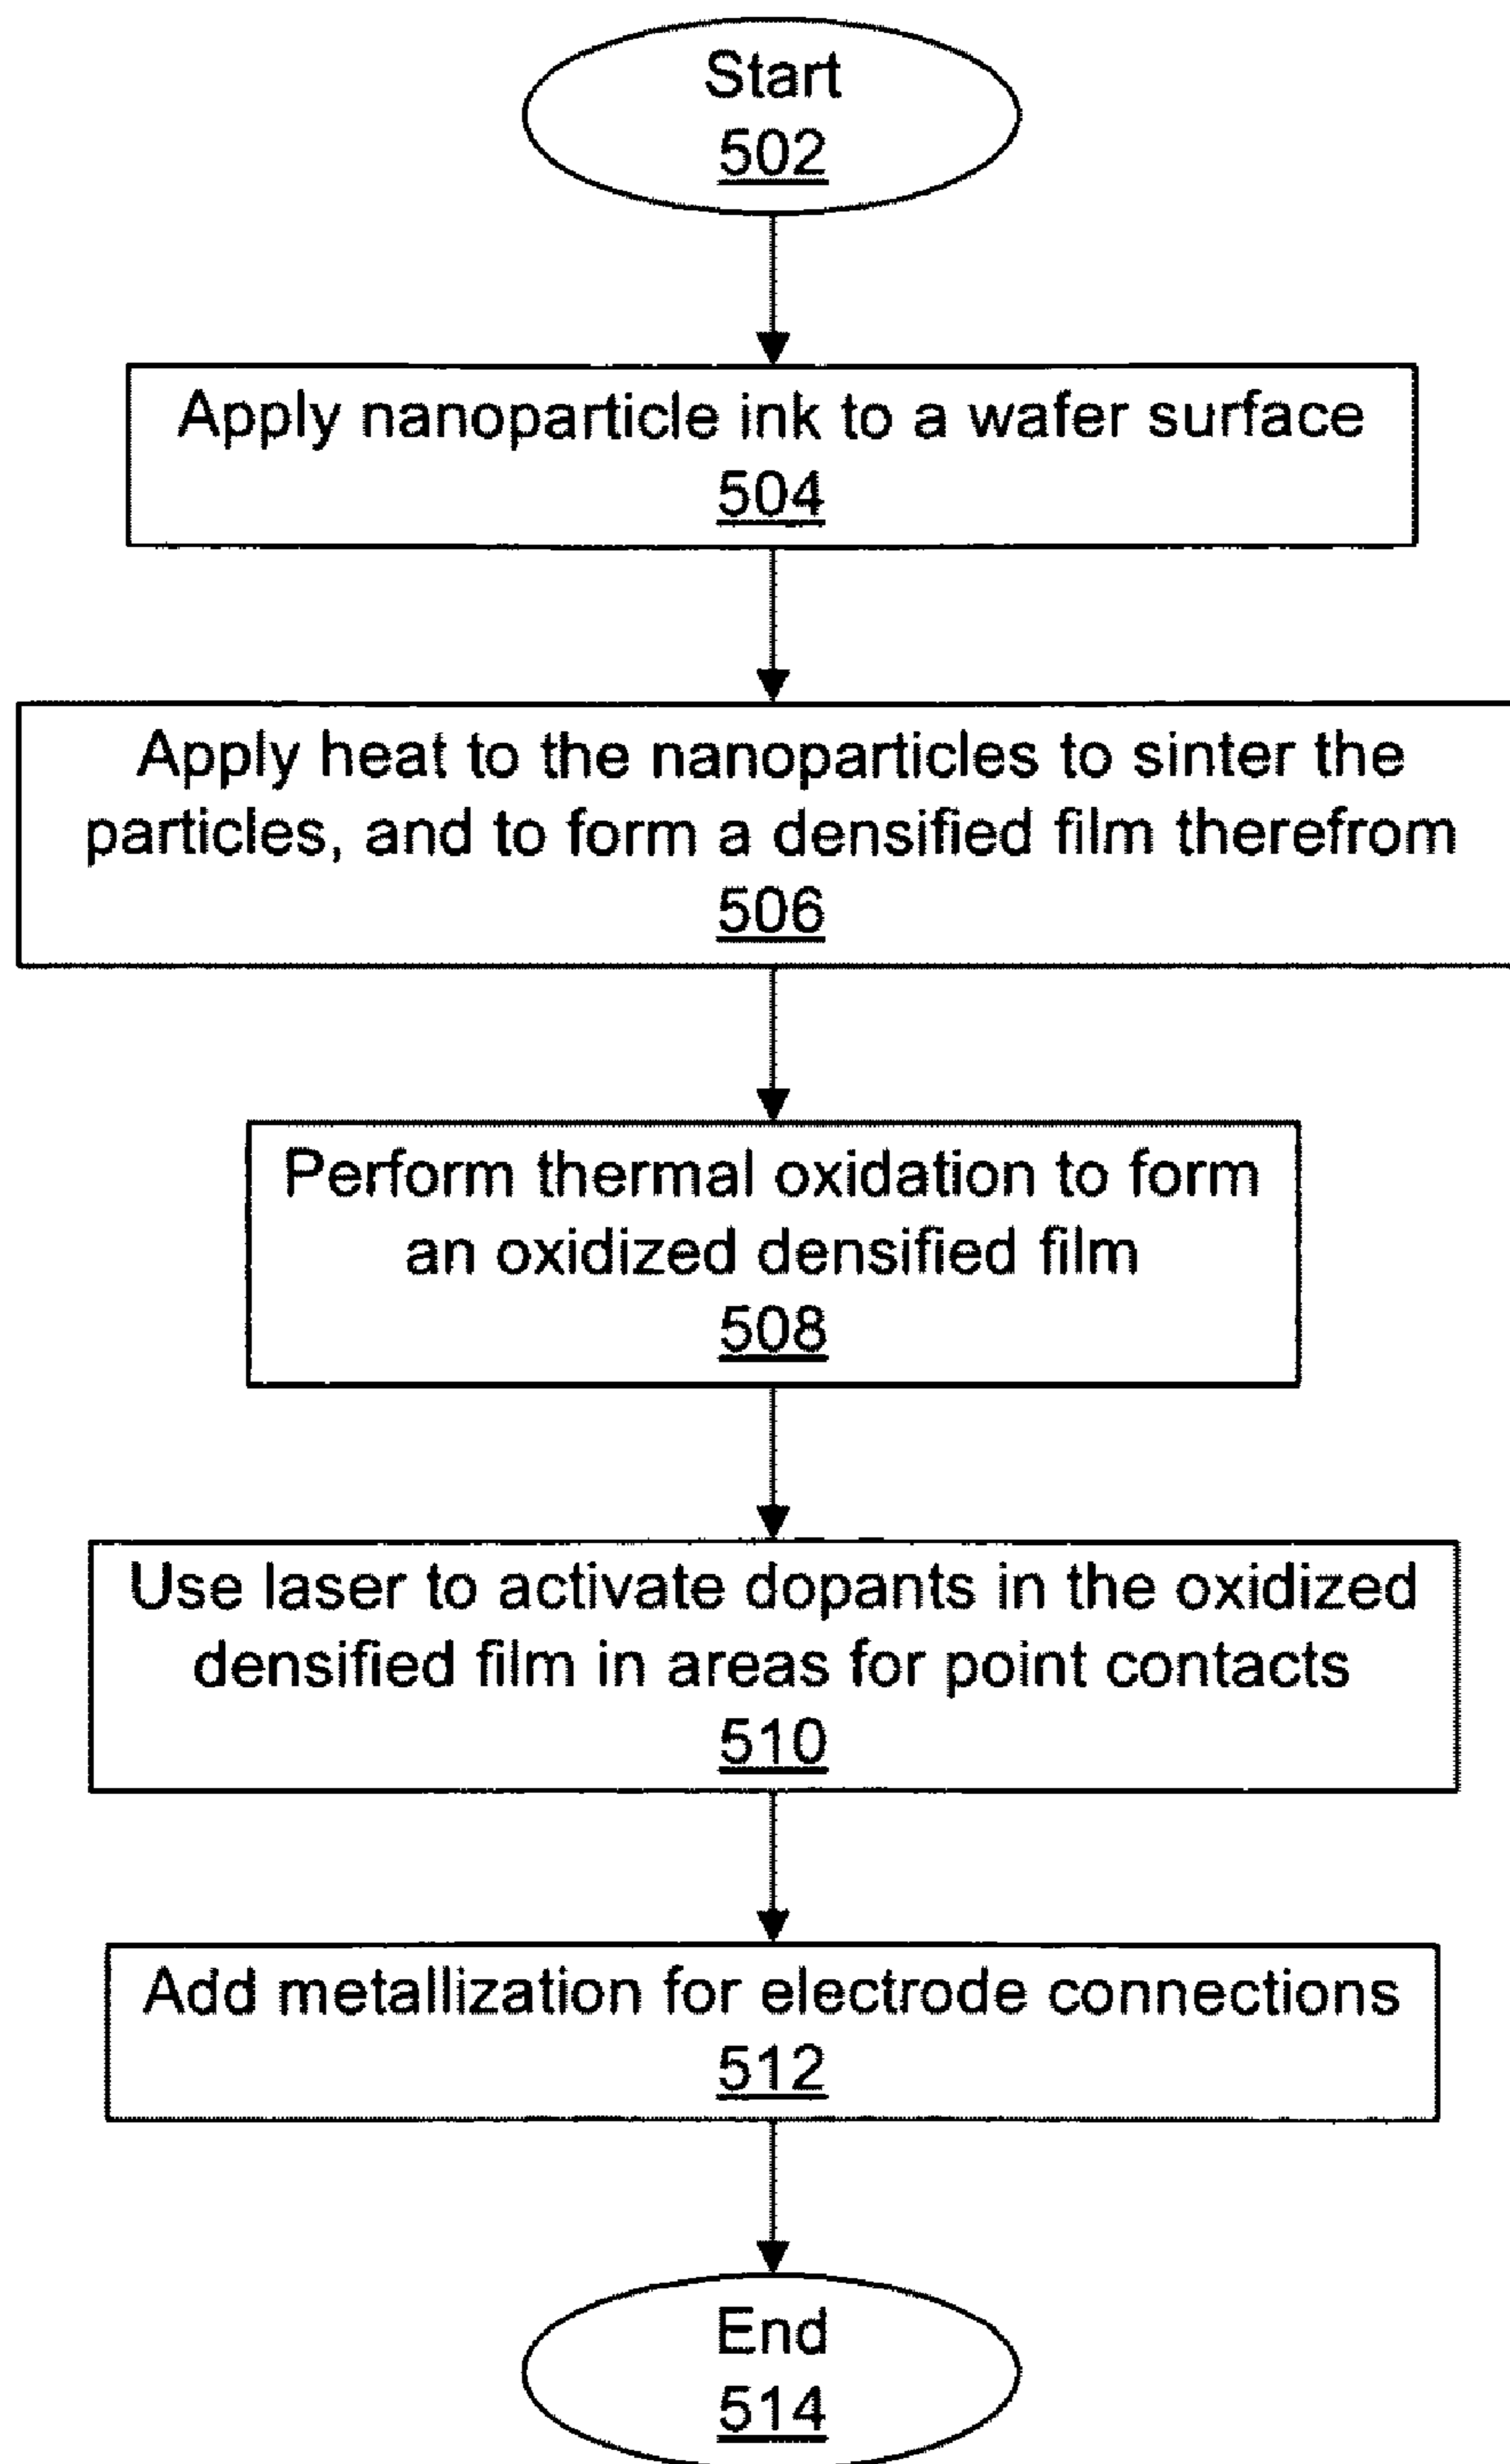 Start
502
Apply nanoparticle ink to a wafer surface
504
Apply heat to the nanoparticles to sinter the
particles, and to form a densified film therefrom
506
Perform thermal oxidation to form
an oxidized densified film
508
Use laser to activate dopants in the oxidized
densified film in areas for point contacts
510
Add metallization for electrode connections
512
End
514